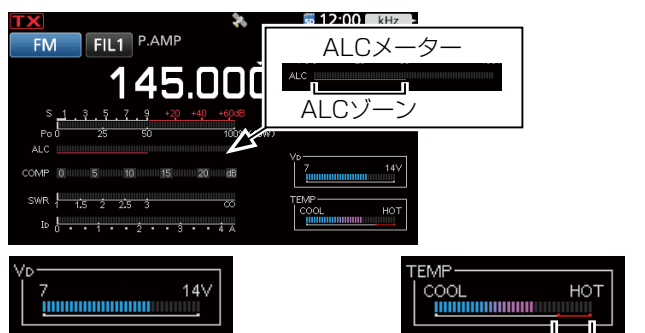 TX 12:00 kHz
FM FIL1 P.AMP
145.000
ALCメーター
ALC
ALCゾーン
S 1 . 3 . 5 . 7 . 9 +20 +40 +60dB
Po 0 25 50 100%
ALC
COMP 0 5 10 15 20 dB
SWR 1 1.5 2 2.5 3 ∞
ID 0 • • 1 • • 2 • • 3 • • 4 A
VD
7 14V
TEMP
COOL HOT
VD
7 14V
TEMP
COOL HOT